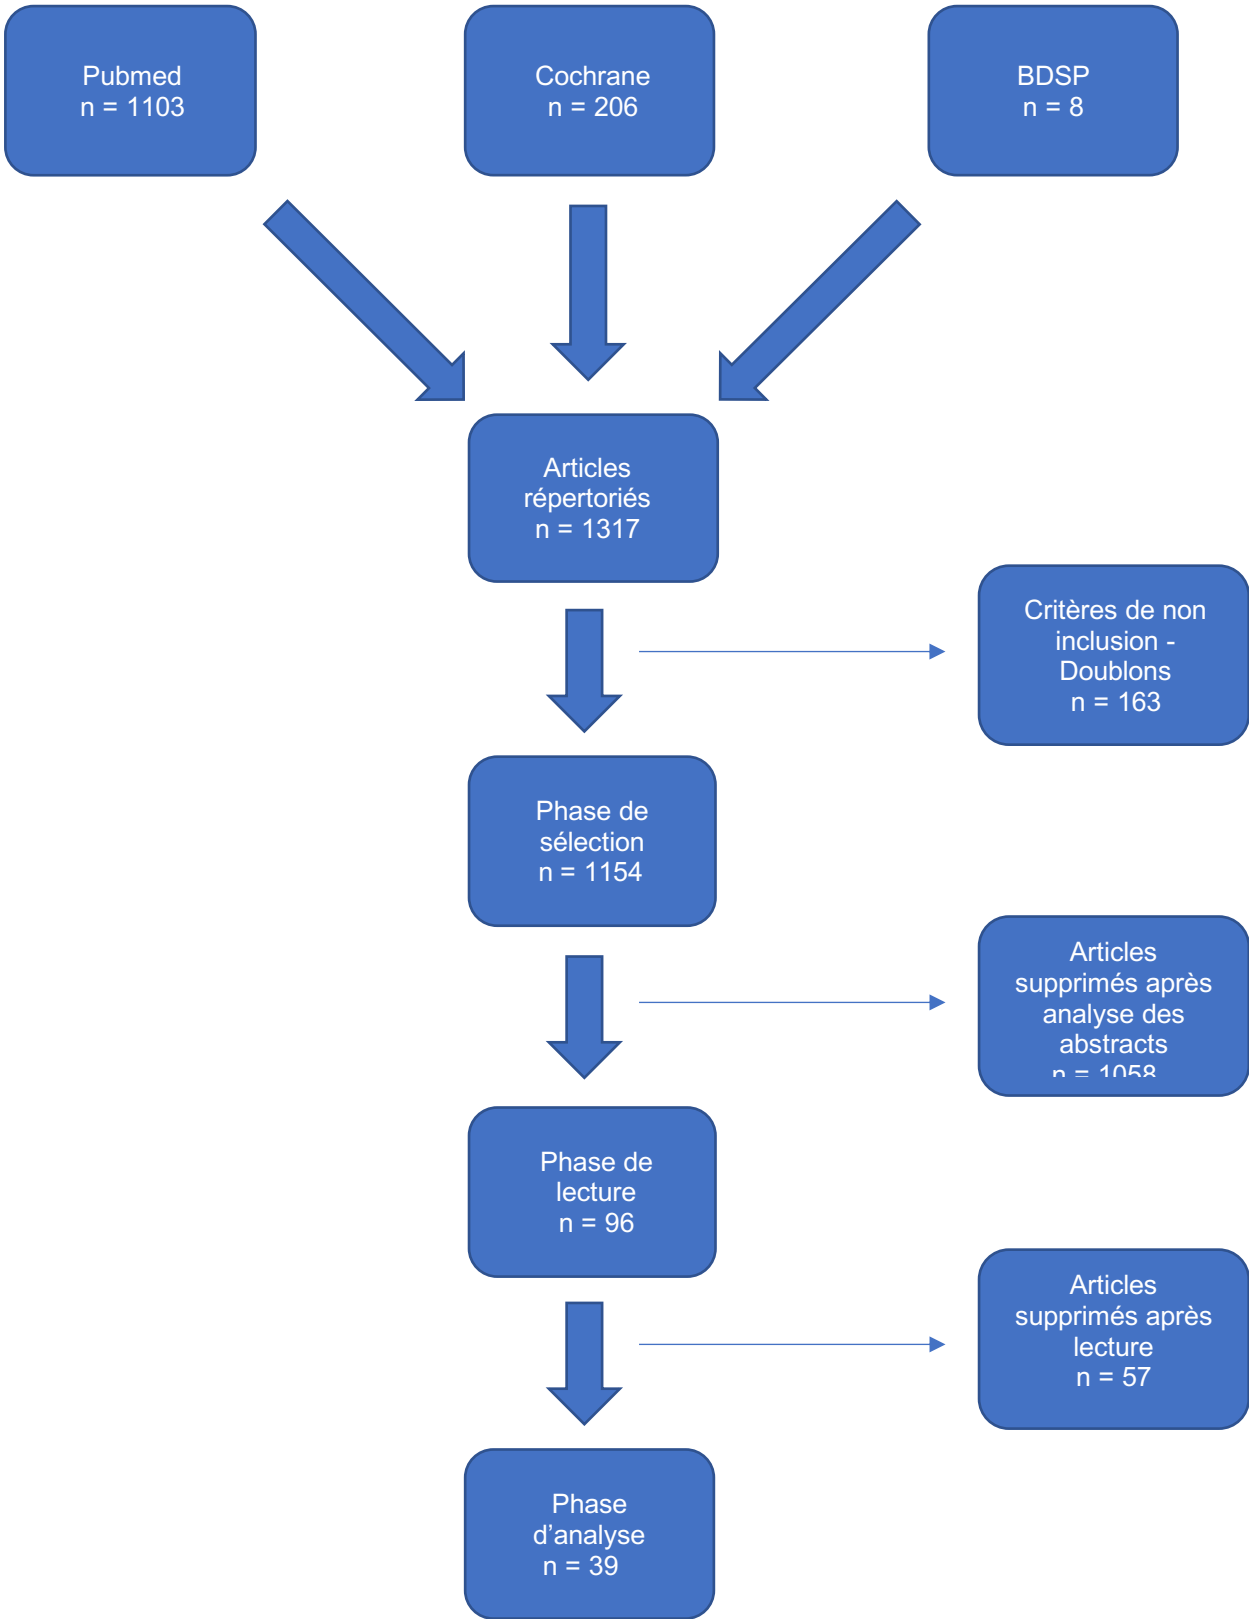 Pubmed
n = 1103
Cochrane
n = 206
BDSP
n = 8
Articles
répertoriés
n = 1317
Critères de non
inclusion -
Doublons
n = 163
Phase de
sélection
n = 1154
Articles
supprimés après
analyse des
abstracts
n = 1058
Phase de
lecture
n = 96
Articles
supprimés après
lecture
n = 57
Phase
d’analyse
n = 39